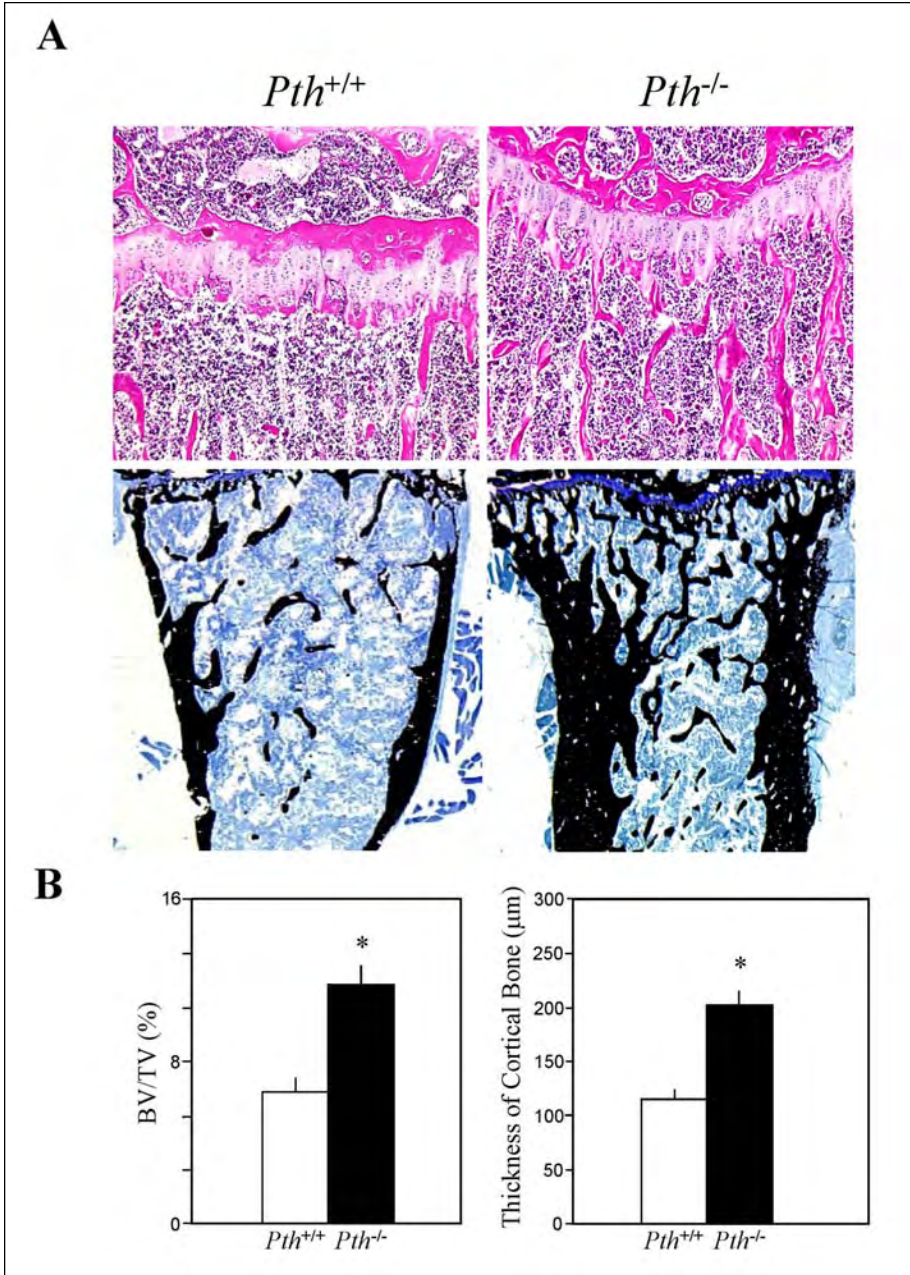 A
Pth+/+ Pth-/-
B
BV/TV (%)
16
8
0
*
Pth+/+ Pth-/-
Thickness of Cortical Bone (μm)
300
250
200
150
100
50
0
*
Pth+/+ Pth-/-